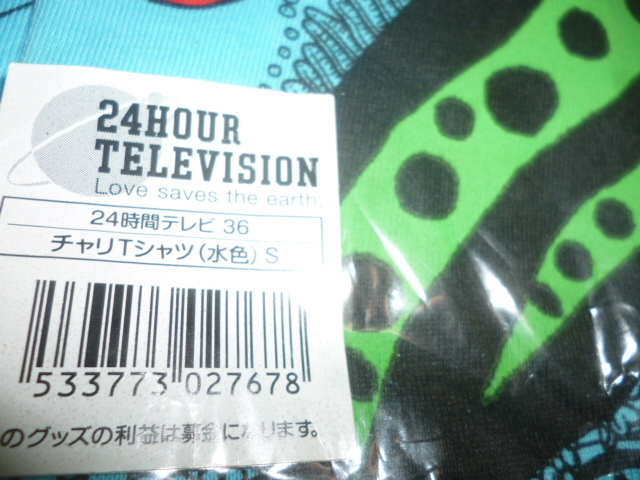 24HOUR
TELEVISION
Love saves the earth.
24時間テレビ 36
チャリTシャツ(水色) S
533773 027678
のグッズの利益は募金になります。